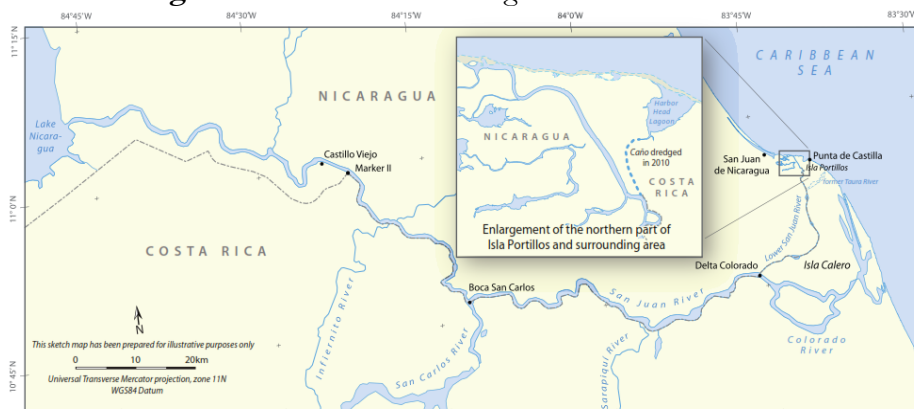 84°45'W
84°30'W
84°15'W
84°00'W
83°45'W
83°30'W
11°15'N
11°0'N
10°45'N
CARIBBEAN
SEA
NICARAGUA
Lake
Nicara-
gua
Castillo Viejo
Marker II
COSTA RICA
NICARAGUA
Harbor
Head
Lagoon
Caño dredged
in 2010
COSTA
RICA
Enlargement of the northern part of
Isla Portillos and surrounding area
San Juan
de Nicaragua
Punta de Castilla
Isla Portillos
former Taura River
Lower San Juan River
Delta Colorado
Isla Calero
Boca San Carlos
San Juan River
Infiernito River
San Carlos River
Sarapiquí River
Colorado
River
N
This sketch map has been prepared for illustrative purposes only
0 10 20km
Universal Transverse Mercator projection, zone 11N
WGS84 Datum